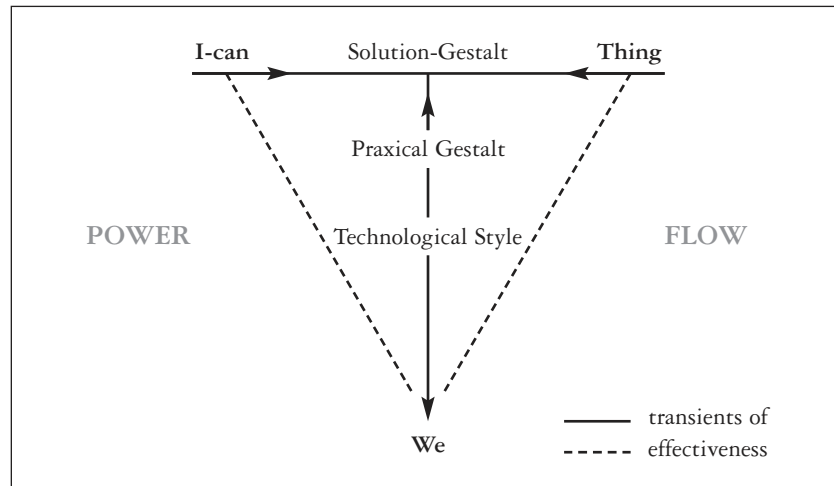 I-can Solution-Gestalt Thing
Praxical Gestalt
POWER Technological Style FLOW
We
transients of
effectiveness